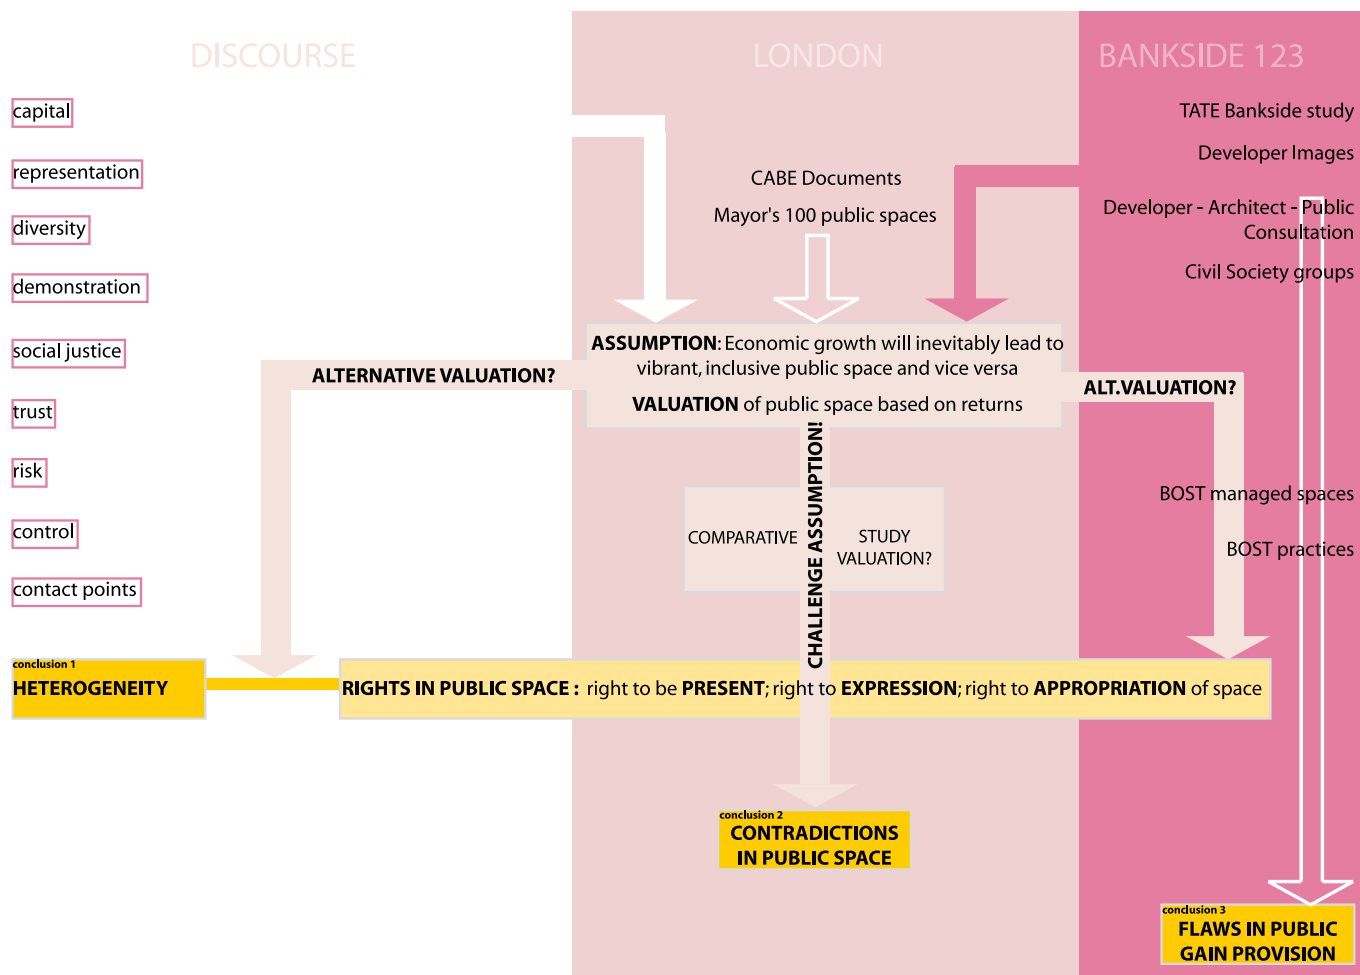 DISCOURSE
LONDON
BANKSIDE 123
capital
representation
diversity
demonstration
social justice
trust
risk
control
contact points
CABE Documents
Mayor's 100 public spaces
TATE Bankside study
Developer Images
Developer - Architect - Public
Consultation
Civil Society groups
ASSUMPTION: Economic growth will inevitably lead to
vibrant, inclusive public space and vice versa
VALUATION of public space based on returns
ALTERNATIVE VALUATION?
ALT.VALUATION?
CHALLENGE ASSUMPTION!
COMPARATIVE
STUDY
VALUATION?
BOST managed spaces
BOST practices
conclusion 1
HETEROGENEITY
RIGHTS IN PUBLIC SPACE : right to be PRESENT; right to EXPRESSION; right to APPROPRIATION of space
conclusion 2
CONTRADICTIONS
IN PUBLIC SPACE
conclusion 3
FLAWS IN PUBLIC
GAIN PROVISION